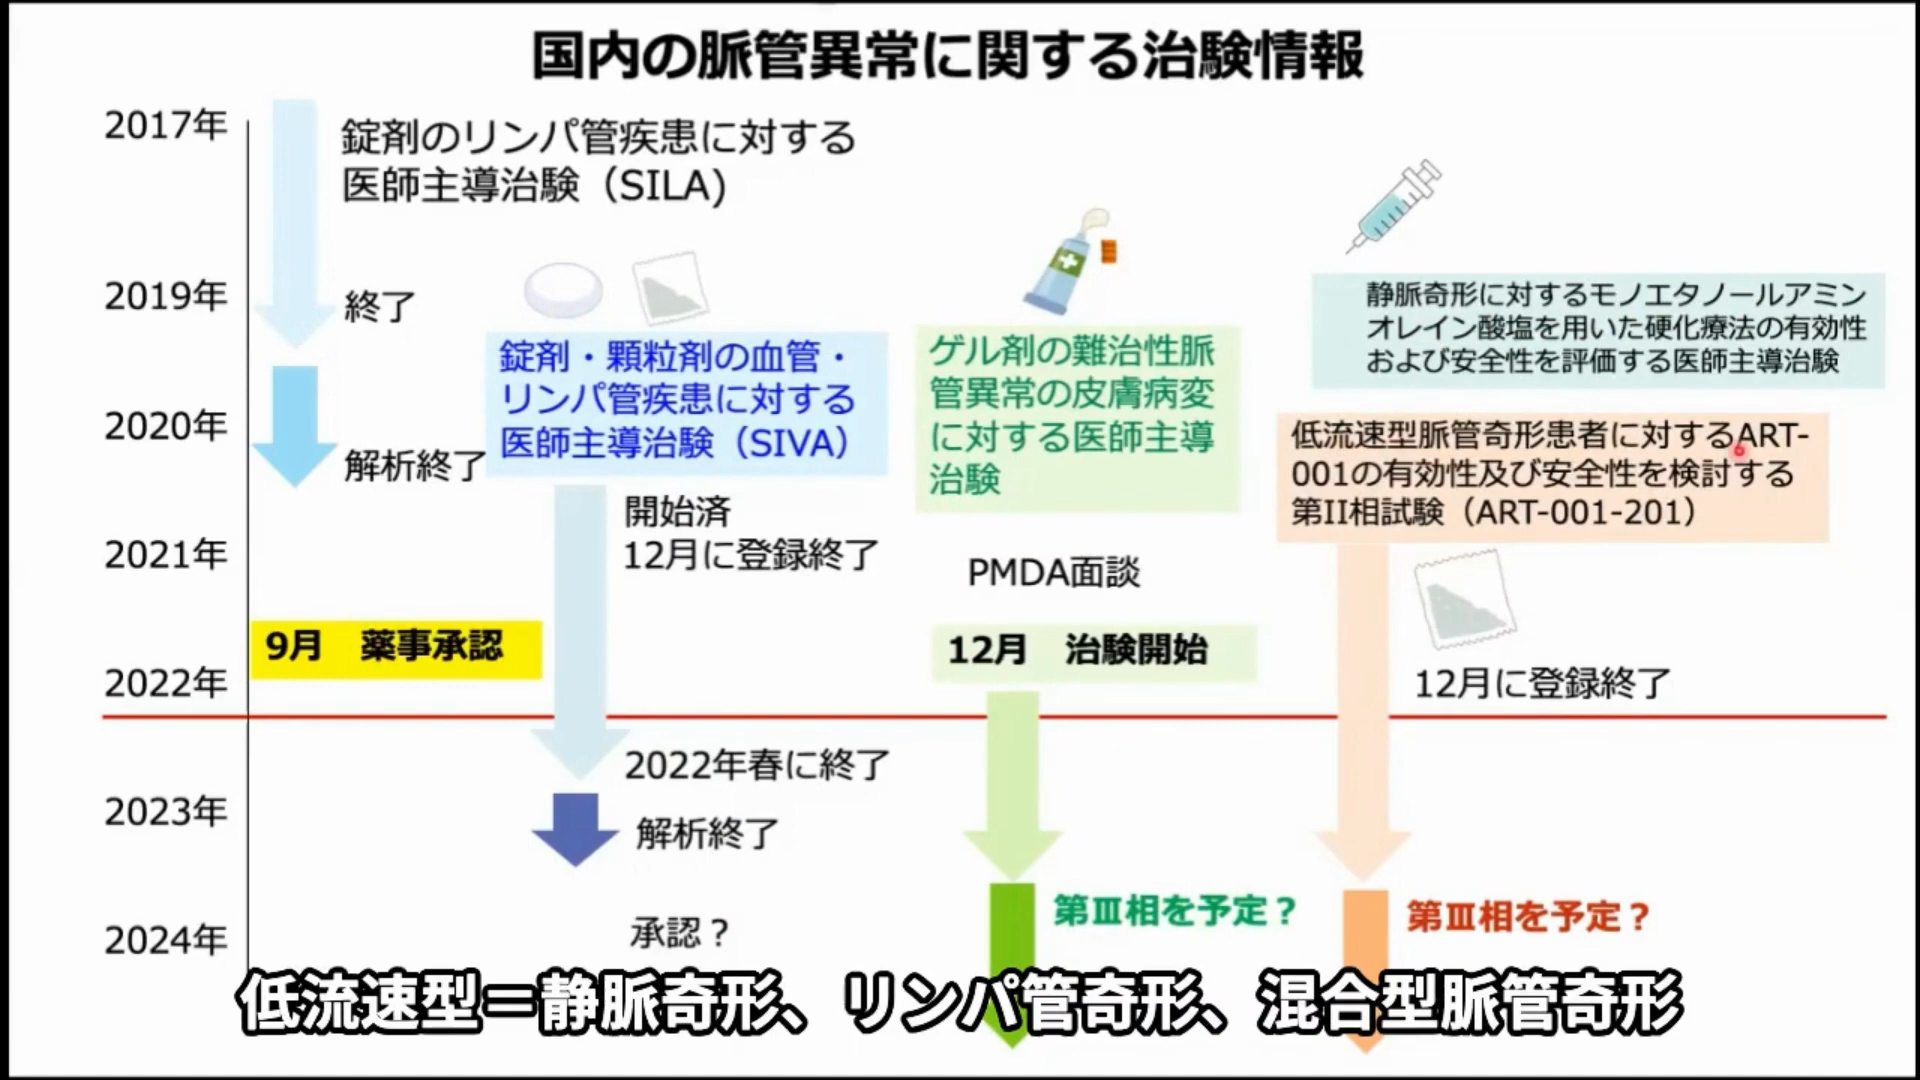 国内の脈管異常に関する治験情報
2017年
錠剤のリンパ管疾患に対する
医師主導治験（SILA)
2019年
終了
2020年
解析終了
錠剤・顆粒剤の血管・
リンパ管疾患に対する
医師主導治験（SIVA）
開始済
12月に登録終了
ゲル剤の難治性脈
管異常の皮膚病変
に対する医師主導
治験
PMDA面談
静脈奇形に対するモノエタノールアミン
オレイン酸塩を用いた硬化療法の有効性
および安全性を評価する医師主導治験
低流速型脈管奇形患者に対するART-
001の有効性及び安全性を検討する
第II相試験（ART-001-201）
2021年
9月　薬事承認
12月　治験開始
2022年
12月に登録終了
2022年春に終了
2023年
解析終了
2024年
承認？
第Ⅲ相を予定？
第Ⅲ相を予定？
低流速型＝静脈奇形、リンパ管奇形、混合型脈管奇形